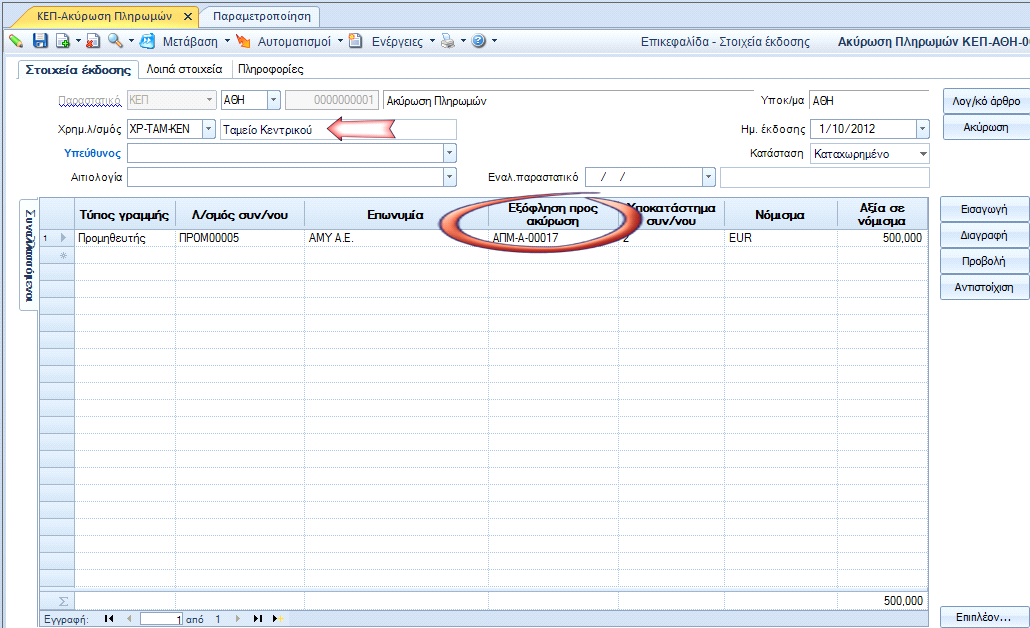 ΚΕΠ-Ακύρωση Πληρωμών Παραμετροποίηση
Μετάβαση Αυτοματισμοί Ενέργειες Επικεφαλίδα - Στοιχεία έκδοσης Ακύρωση Πληρωμών ΚΕΠ-ΑΘΗ-0
Στοιχεία έκδοσης Λοιπά στοιχεία Πληροφορίες
Παραστατικό ΚΕΠ ΑΘΗ 0000000001 Ακύρωση Πληρωμών Υποκ/μα ΑΘΗ Λογ/κό άρθρο
Χρημ.λ/σμός ΧΡ-ΤΑΜ-ΚΕΝ Ταμείο Κεντρικού Ημ. έκδοσης 1/10/2012 Ακύρωση
Υπεύθυνος Κατάσταση Καταχωρημένο
Αιτιολογία Εναλ.παραστατικό / /
Συναλλασσόμενοι
Τύπος γραμμής Λ/σμός συν/νου Επωνυμία Εξόφληση προς ακύρωση Υποκατάστημα συν/νου Νόμισμα Αξία σε νόμισμα Εισαγωγή
1 Προμηθευτής ΠΡΟΜ00005 ΑΜΥ Α.Ε. ΑΠΜ-Α-00017 2 EUR 500,000 Διαγραφή
Προβολή
Αντιστοίχιση
Σ 500,000
Εγγραφή: 1 από 1 Επιπλέον...